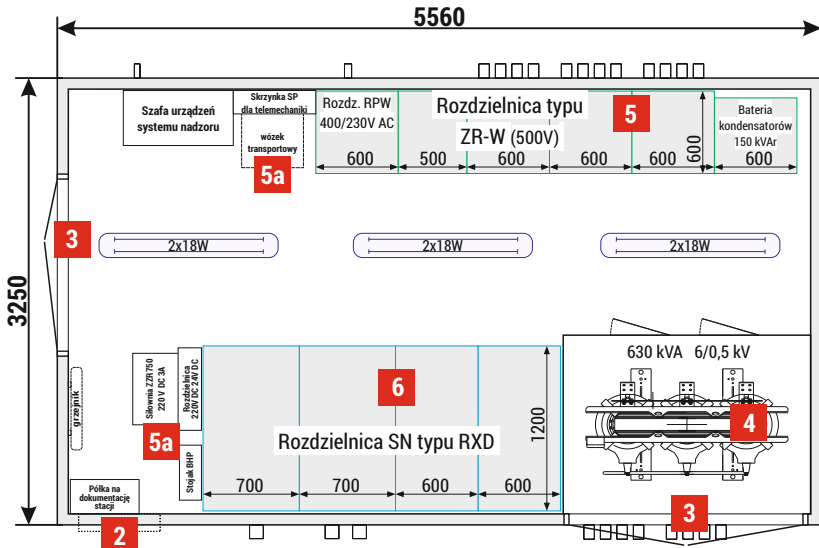 5560
3250
Szafa urządzeń
systemu nadzoru
Skrzynka SP
dla telemechaniki
wózek
transportowy
5a
Rozdz. RPW
400/230V AC
Rozdzielnica typu
ZR-W (500V)
5
Bateria
kondensatorów
150 kVAr
600
500
600
600
600
600
600
3
2x18W
2x18W
2x18W
grzejnik
Siłownia ZZR750
220 V DC 3A
Rozdzielnica
220V DC 24V DC
5a
Stojak BHP
Półka na
dokumentację
stacji
2
6
Rozdzielnica SN typu RXD
1200
700
700
600
600
630 kVA 6/0,5 kV
4
3